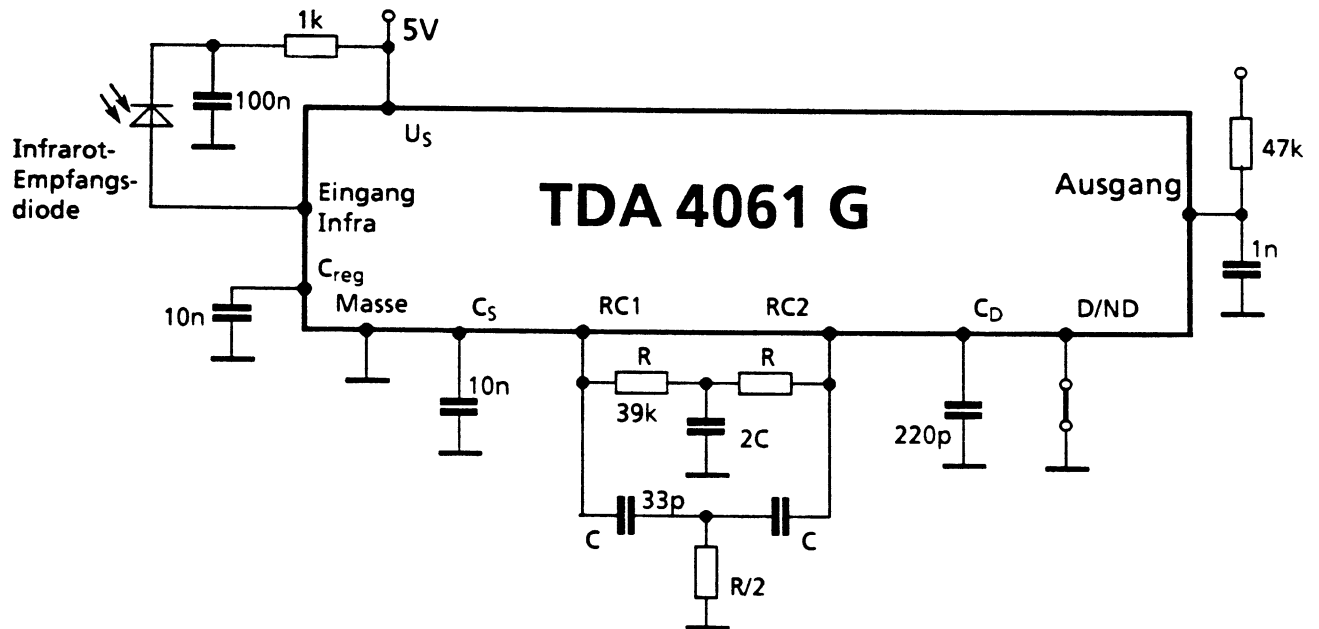 1k
5V
100n
U_S
Infrarot-
Empfangs-
diode
Eingang
Infra
TDA 4061 G
Ausgang
47k
1n
C_reg
10n
Masse
C_S
RC1
RC2
C_D
D/ND
10n
R
R
39k
2C
220p
33p
C
C
R/2